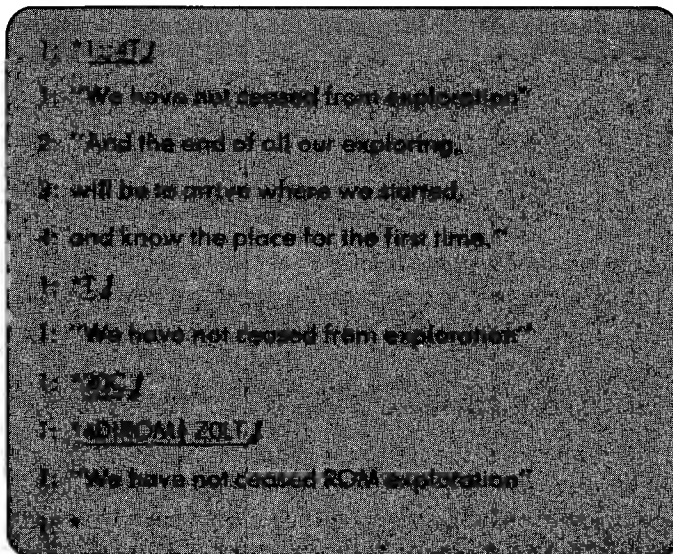 1: *1::4T
1: "We have not ceased from exploration"
2: "And the end of all our exploring,
3: will be to arrive where we started,
4: and know the place for the first time."
1: *T
1: "We have not ceased from exploration"
1:
1:
1: "We have not ceased ROM exploration"
1: *